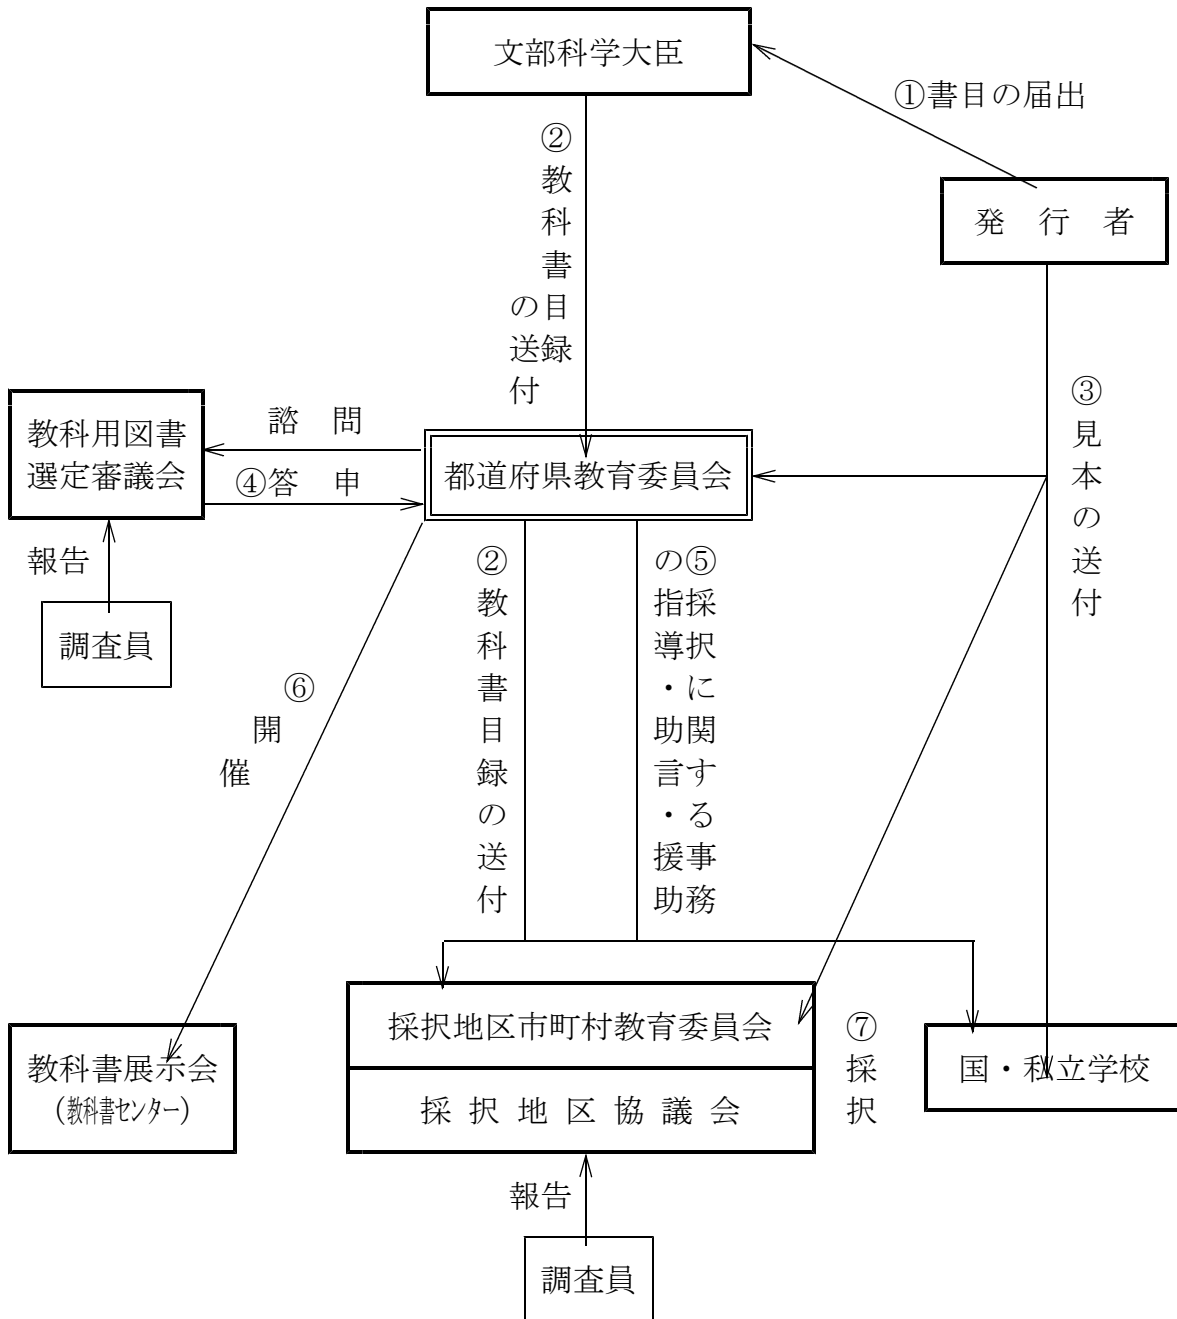 文部科学大臣
①書目の届出
②教科書目録
の送付
発　行　者
③見本の送付
教科用図書
選定審議会
諮　問
④答　申
都道府県教育委員会
報告
調査員
②教科書目録の送付
⑤採択に関する事務
の指導・助言・援助
⑥開催
採択地区市町村教育委員会
採 択 地 区 協 議 会
⑦採択
国・私立学校
教科書展示会
（教科書センター）
報告
調査員